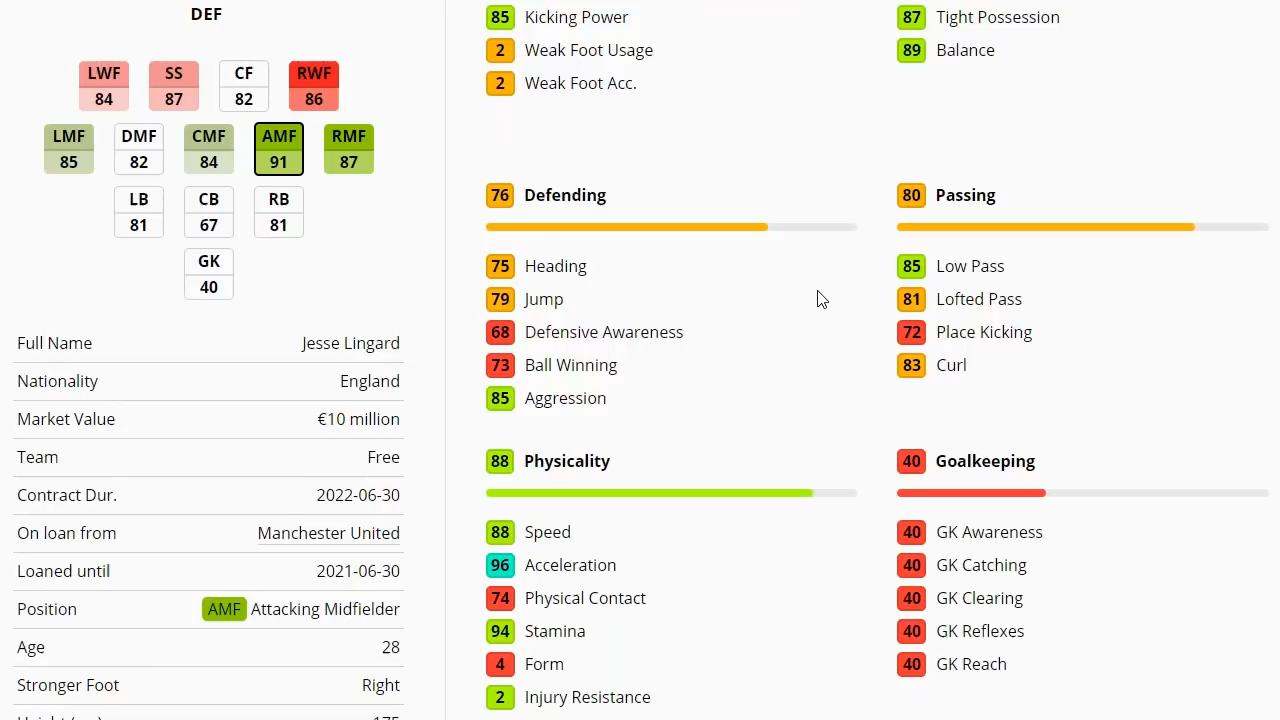 DEF
LWF SS CF RWF
84 87 82 86
LMF DMF CMF AMF RMF
85 82 84 91 87
LB CB RB
81 67 81
GK
40
Full Name Jesse Lingard
Nationality England
Market Value €10 million
Team Free
Contract Dur. 2022-06-30
On loan from Manchester United
Loaned until 2021-06-30
Position AMF Attacking Midfielder
Age 28
Stronger Foot Right
85 Kicking Power
2 Weak Foot Usage
2 Weak Foot Acc.
87 Tight Possession
89 Balance
76 Defending
75 Heading
79 Jump
68 Defensive Awareness
73 Ball Winning
85 Aggression
80 Passing
85 Low Pass
81 Lofted Pass
72 Place Kicking
83 Curl
88 Physicality
88 Speed
96 Acceleration
74 Physical Contact
94 Stamina
4 Form
2 Injury Resistance
40 Goalkeeping
40 GK Awareness
40 GK Catching
40 GK Clearing
40 GK Reflexes
40 GK Reach